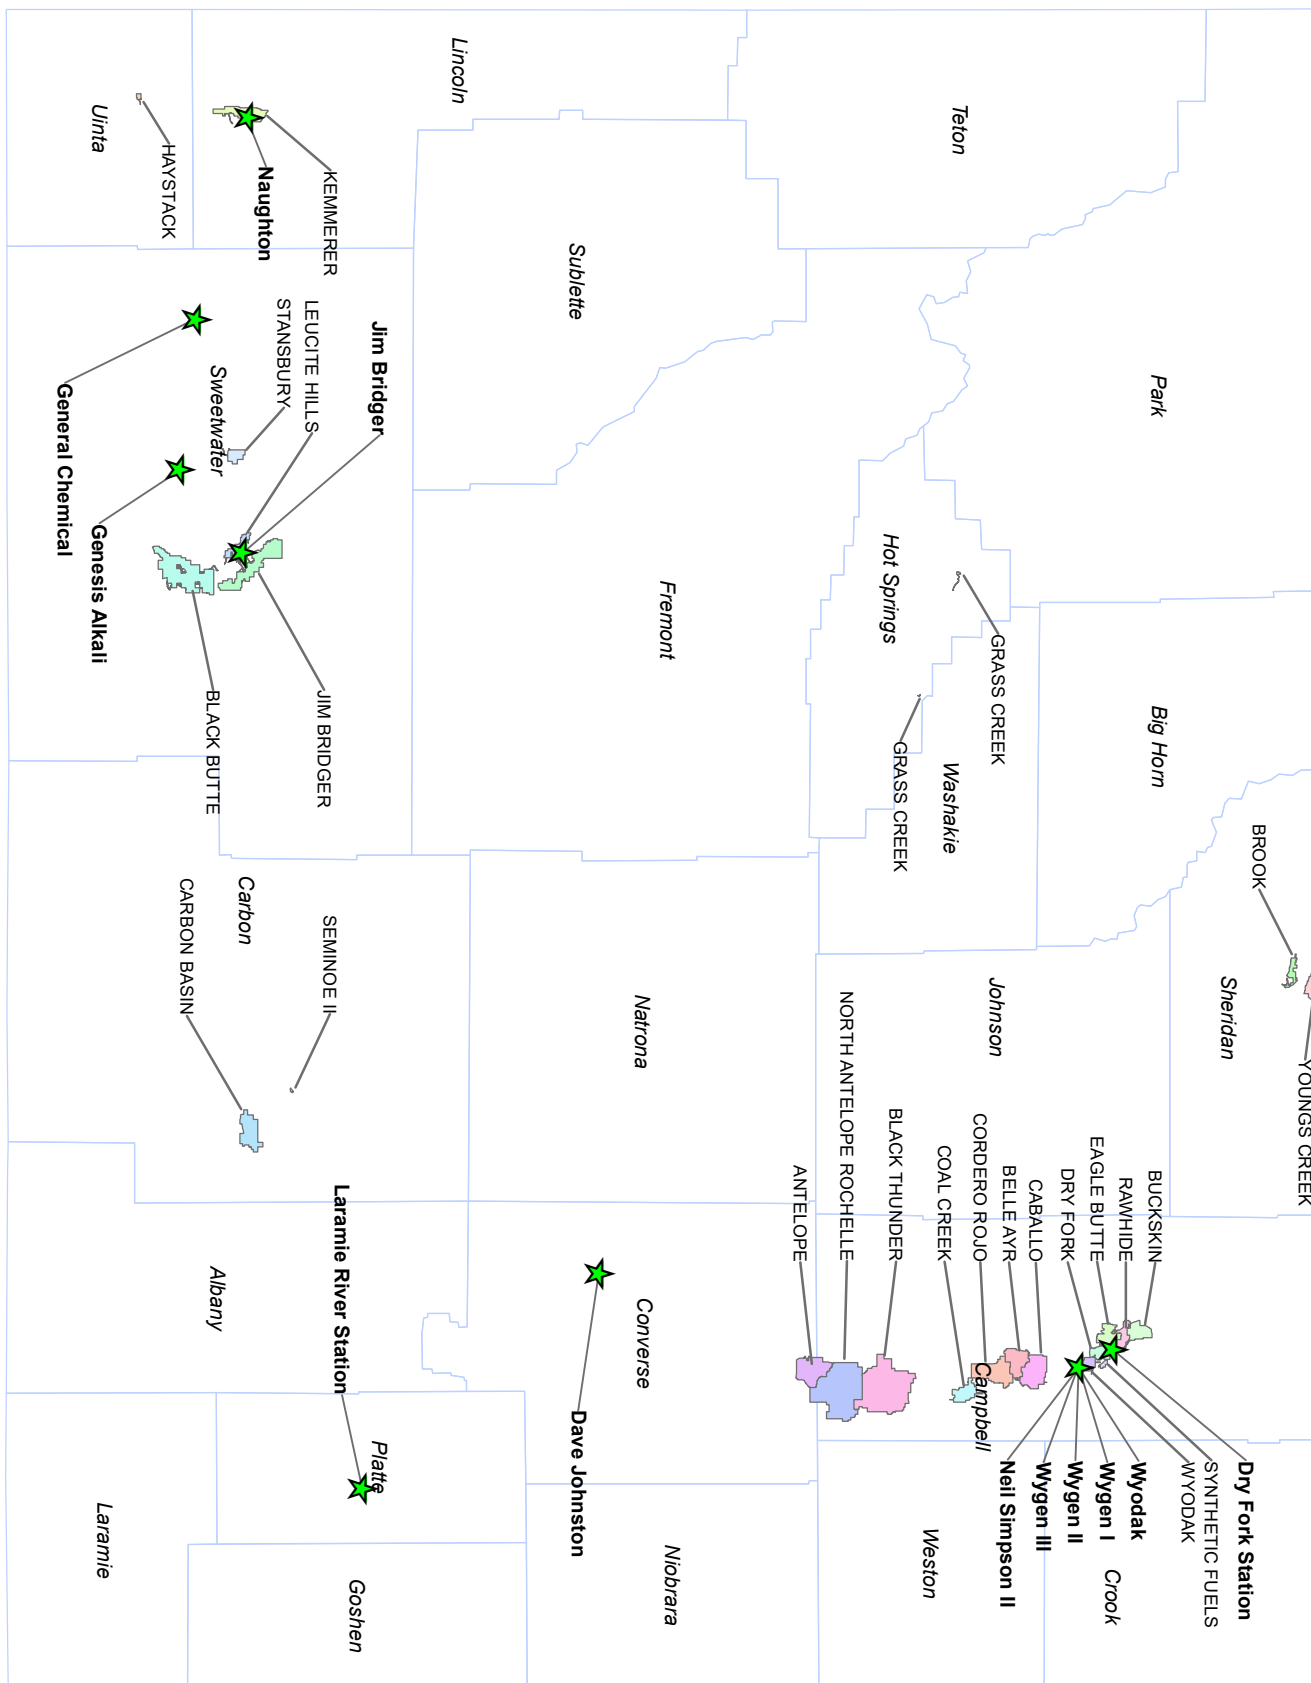 YOUNGS CREEK
BROOK
Sheridan
Dry Fork Station
SYNTHETIC FUELS
WYODAK
BUCKSKIN
RAWHIDE
EAGLE BUTTE
DRY FORK
Wyodak
Wygen I
Wygen II
Wygen III
Neil Simpson II
Crook
Park
Big Horn
Teton
GRASS CREEK
Hot Springs
GRASS CREEK
Washakie
Johnson
CABALLO
BELLE AYR
CORDERO ROJO
COAL CREEK
Campbell
Weston
BLACK THUNDER
NORTH ANTELOPE ROCHELLE
ANTELOPE
Sublette
Fremont
Natrona
Converse
Dave Johnston
Niobrara
Lincoln
KEMMERER
Naughton
HAYSTACK
Uinta
Jim Bridger
LEUCITE HILLS
STANSBURY
Sweetwater
General Chemical
Genesis Alkali
JIM BRIDGER
BLACK BUTTE
Carbon
CARBON BASIN
SEMINOE II
Laramie River Station
Albany
Platte
Goshen
Laramie